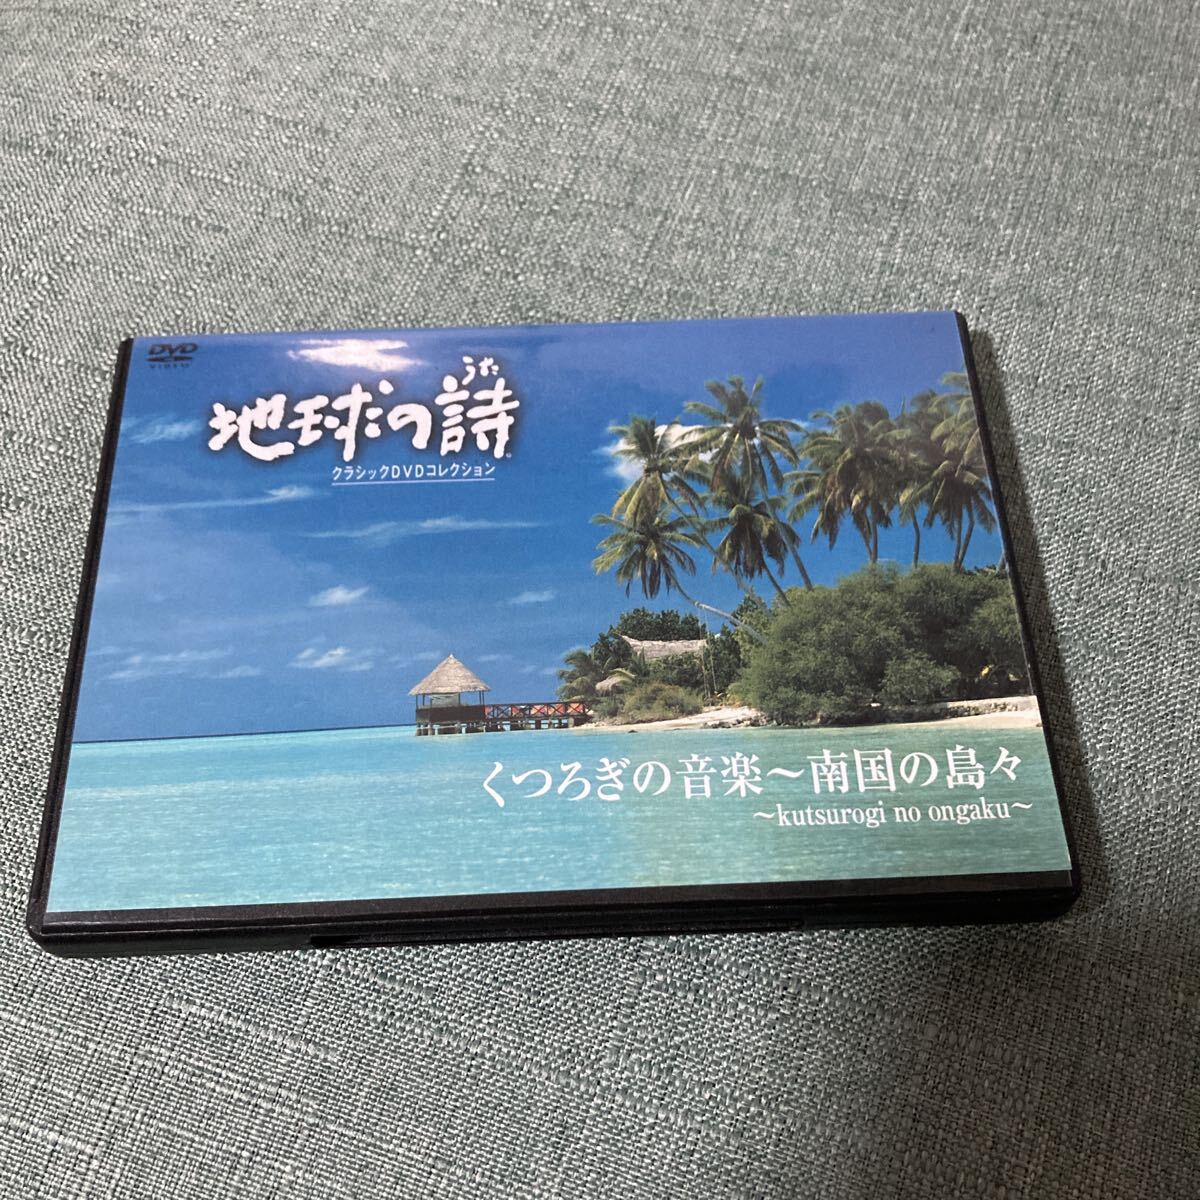 DVD
VIDEO
うた
地球の詩
クラシックDVDコレクション
くつろぎの音楽～南国の島々
～kutsurogi no ongaku～